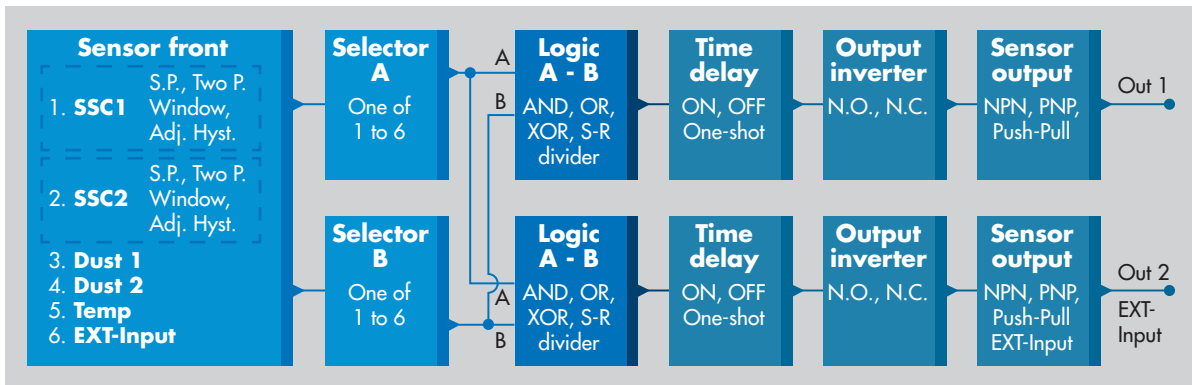 Sensor front
1. SSC1
S.P., Two P.
Window,
Adj. Hyst.
2. SSC2
S.P., Two P.
Window,
Adj. Hyst.
3. Dust 1
4. Dust 2
5. Temp
6. EXT-Input
Selector
A
One of
1 to 6
A
B
Logic
A - B
AND, OR,
XOR, S-R
divider
Time
delay
ON, OFF
One-shot
Output
inverter
N.O., N.C.
Sensor
output
NPN, PNP,
Push-Pull
Out 1
Selector
B
One of
1 to 6
A
B
Logic
A - B
AND, OR,
XOR, S-R
divider
Time
delay
ON, OFF
One-shot
Output
inverter
N.O., N.C.
Sensor
output
NPN, PNP,
Push-Pull
EXT-Input
Out 2
EXT-
Input